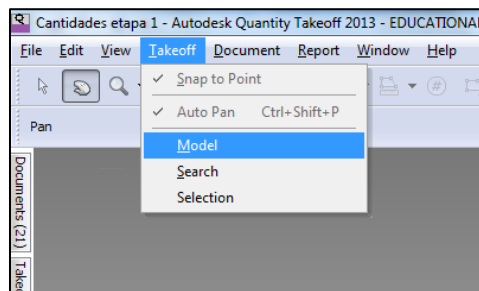 Cantidades etapa 1 - Autodesk Quantity Takeoff 2013 - EDUCATIONAL
File Edit View Takeoff Document Report Window Help
✓ Snap to Point
✓ Auto Pan Ctrl+Shift+P
Model
Search
Selection
Pan
Documents (21)